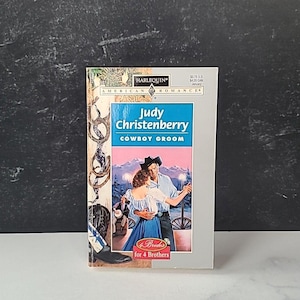 HARLEQUIN®
AMERICAN ROMANCE®
Judy
Christenberry
COWBOY GROOM
4 Brides
for 4 Brothers